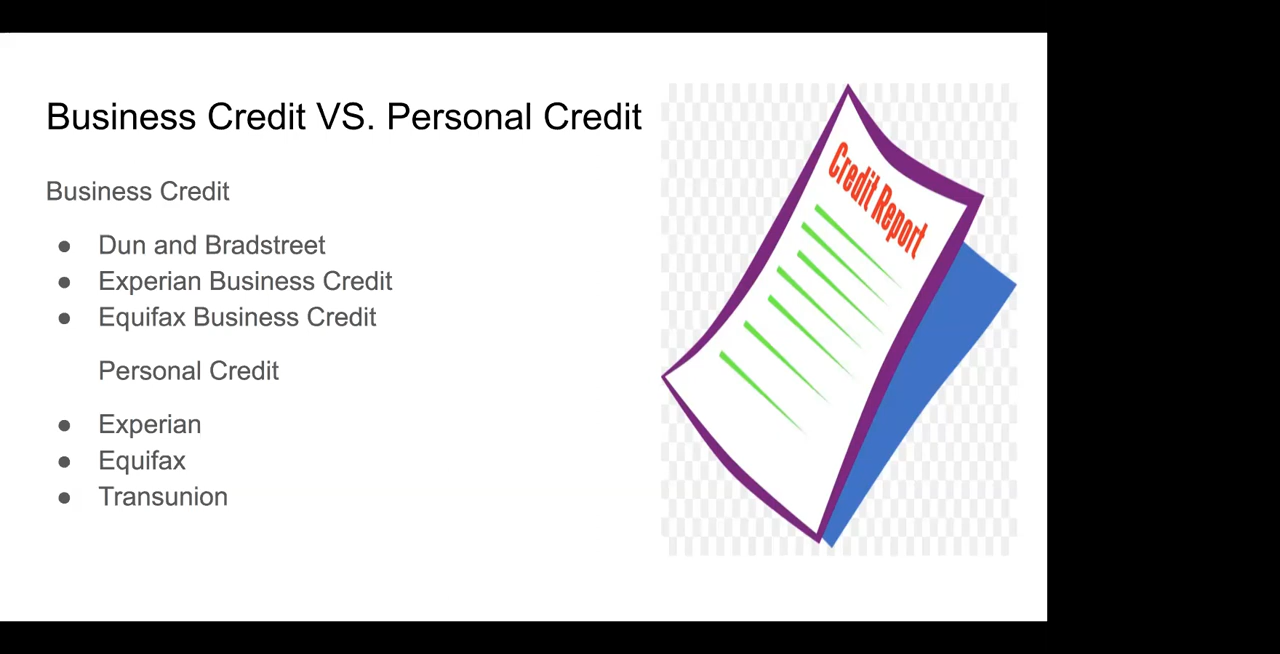 Business Credit VS. Personal Credit
Business Credit
● Dun and Bradstreet
● Experian Business Credit
● Equifax Business Credit
Personal Credit
● Experian
● Equifax
● Transunion
Credit Report